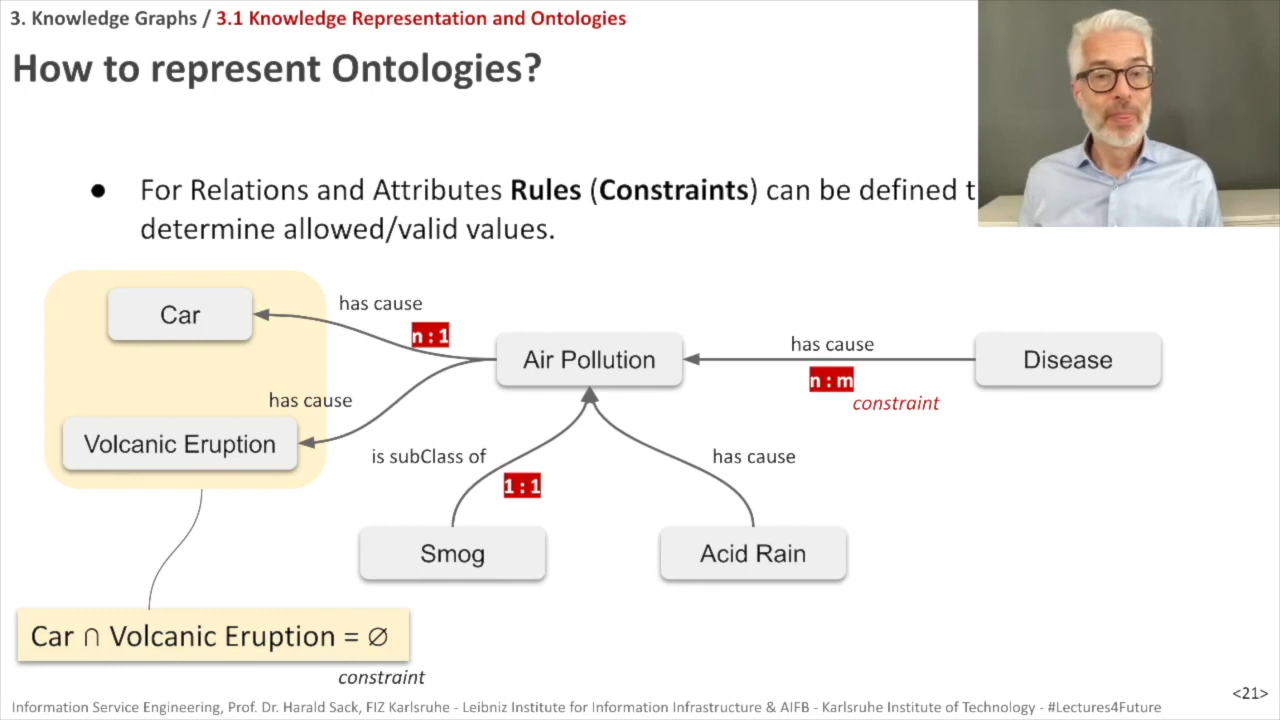 3. Knowledge Graphs / 3.1 Knowledge Representation and Ontologies
How to represent Ontologies?
● For Relations and Attributes Rules (Constraints) can be defined t
determine allowed/valid values.
Car
has cause
n : 1
Air Pollution
has cause
n : m
constraint
Disease
has cause
Volcanic Eruption
is subClass of
1 : 1
has cause
Smog
Acid Rain
Car ∩ Volcanic Eruption = ∅
constraint
<21>
Information Service Engineering, Prof. Dr. Harald Sack, FIZ Karlsruhe - Leibniz Institute for Information Infrastructure & AIFB - Karlsruhe Institute of Technology - #Lectures4Future